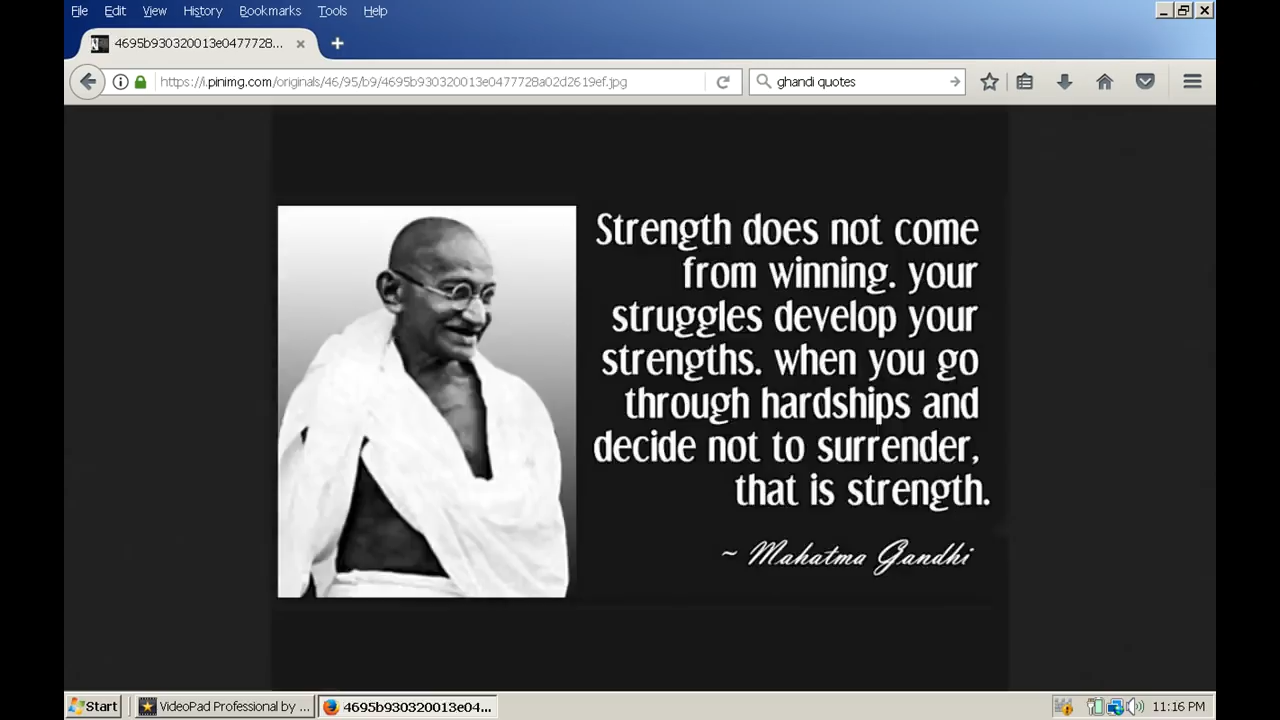 File Edit View History Bookmarks Tools Help
4695b930320013e0477728...
https://i.pinimg.com/originals/46/95/b9/4695b930320013e0477728a02d2619ef.jpg
ghandi quotes
Strength does not come
from winning. your
struggles develop your
strengths. when you go
through hardships and
decide not to surrender,
that is strength.
~ Mahatma Gandhi
Start VideoPad Professional by ... 4695b930320013e04... 11:16 PM